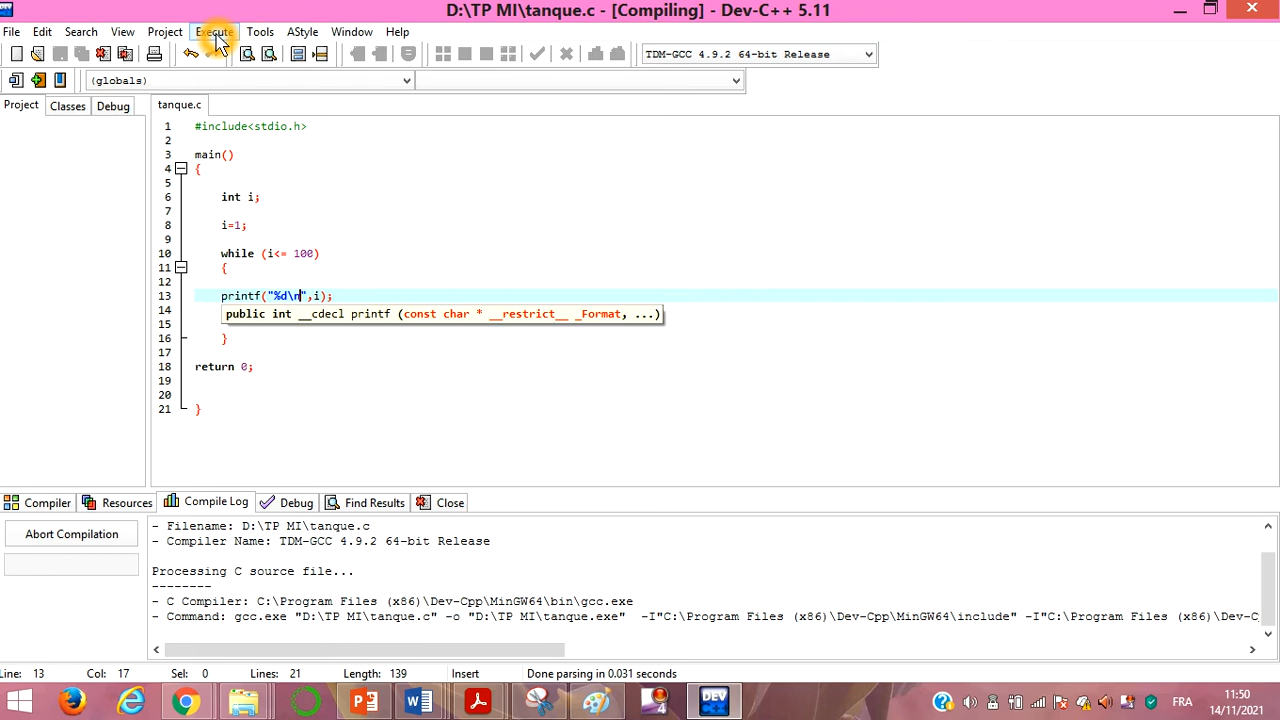 D:\TP MI\tanque.c - [Compiling] - Dev-C++ 5.11
File Edit Search View Project Execute Tools AStyle Window Help
TDM-GCC 4.9.2 64-bit Release
(globals)
Project Classes Debug
tanque.c
1 #include<stdio.h>
2
3 main()
4 {
5
6 int i;
7
8 i=1;
9
10 while (i<= 100)
11 {
12
13 printf("%d\n",i);
14 public int __cdecl printf (const char * __restrict__ _Format, ...)
15
16 }
17
18 return 0;
19
20
21 }
Compiler Resources Compile Log Debug Find Results Close
Abort Compilation
- Filename: D:\TP MI\tanque.c
- Compiler Name: TDM-GCC 4.9.2 64-bit Release
Processing C source file...
--------
- C Compiler: C:\Program Files (x86)\Dev-Cpp\MinGW64\bin\gcc.exe
- Command: gcc.exe "D:\TP MI\tanque.c" -o "D:\TP MI\tanque.exe" -I"C:\Program Files (x86)\Dev-Cpp\MinGW64\include" -I"C:\Program Files (x86)\Dev-C
Line: 13 Col: 17 Sel: 0 Lines: 21 Length: 139 Insert Done parsing in 0.031 seconds
DEV
4
FR
11:50
14/11/2021